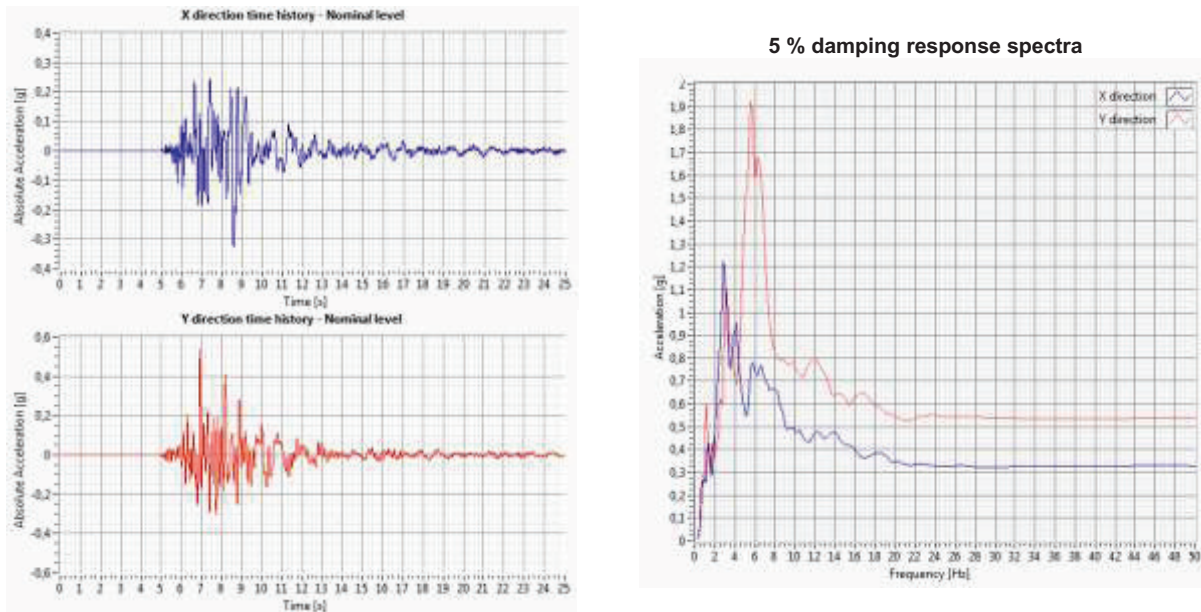 X direction time history - Nominal level
0,4
0,3
0,2
0,1
0
-0,1
-0,2
-0,3
-0,4
Absolute Acceleration [g]
0 1 2 3 4 5 6 7 8 9 10 11 12 13 14 15 16 17 18 19 20 21 22 23 24 25
Time [s]
Y direction time history - Nominal level
0,6
0,4
0,2
0
-0,2
-0,4
-0,6
Absolute Acceleration [g]
0 1 2 3 4 5 6 7 8 9 10 11 12 13 14 15 16 17 18 19 20 21 22 23 24 25
Time [s]
5 % damping response spectra
X direction
Y direction
2
1,9
1,8
1,7
1,6
1,5
1,4
1,3
1,2
1,1
1
0,9
0,8
0,7
0,6
0,5
0,4
0,3
0,2
0,1
0
Acceleration [g]
0 2 4 6 8 10 12 14 16 18 20 22 24 26 28 30 32 34 36 38 40 42 44 46 48 50
Frequency [Hz]